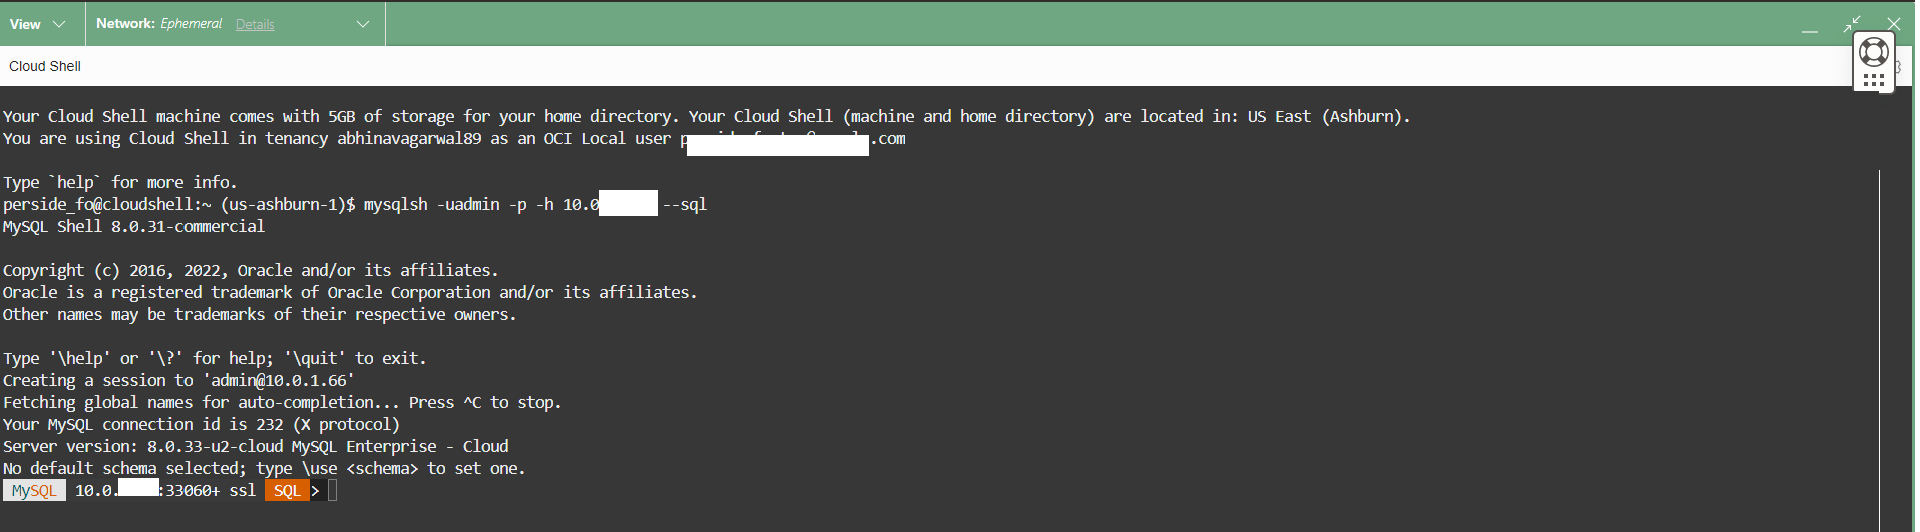 View Network: Ephemeral Details
Cloud Shell
Your Cloud Shell machine comes with 5GB of storage for your home directory. Your Cloud Shell (machine and home directory) are located in: US East (Ashburn).
You are using Cloud Shell in tenancy abhinavagarwal89 as an OCI Local user .com
Type `help` for more info.
perside_fo@cloudshell:~ (us-ashburn-1)$ mysqlsh -uadmin -p -h 10.0 --sql
MySQL Shell 8.0.31-commercial
Copyright (c) 2016, 2022, Oracle and/or its affiliates.
Oracle is a registered trademark of Oracle Corporation and/or its affiliates.
Other names may be trademarks of their respective owners.
Type '\help' or '\?' for help; '\quit' to exit.
Creating a session to 'admin@10.0.1.66'
Fetching global names for auto-completion... Press ^C to stop.
Your MySQL connection id is 232 (X protocol)
Server version: 8.0.33-u2-cloud MySQL Enterprise - Cloud
No default schema selected; type \use <schema> to set one.
MySQL 10.0. :33060+ ssl SQL >